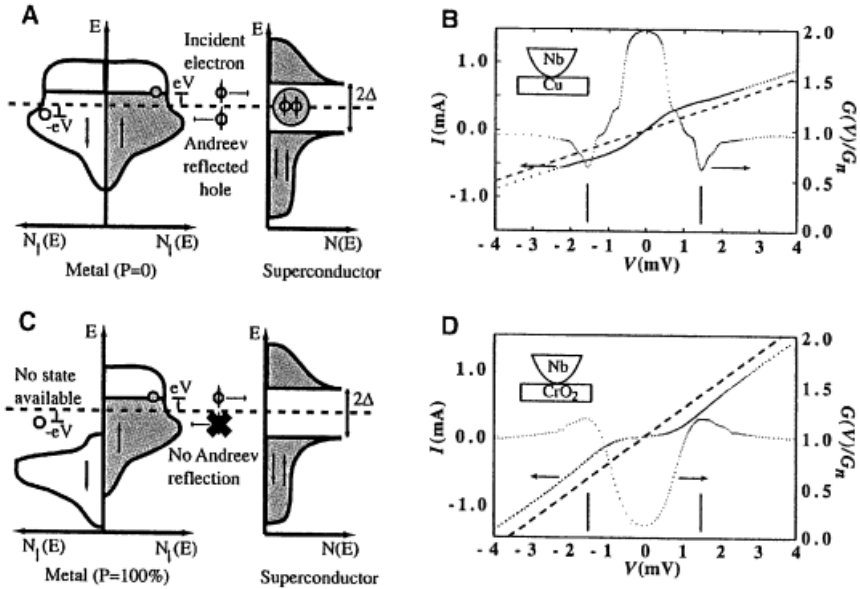 A
E
eV
-eV
N↓(E)
N↓(E)
Metal (P=0)
Incident
electron
Andreev
reflected
hole
E
2Δ
N(E)
Superconductor
B
I (mA)
1.0
0.0
-1.0
Nb
Cu
2.0
1.5
1.0
0.5
0.0
G(V)/Gn
-4 -3 -2 -1 0 1 2 3 4
V(mV)
C
E
No state
available
eV
-eV
N↓(E)
N↓(E)
Metal (P=100%)
No Andreev
reflection
E
2Δ
N(E)
Superconductor
D
I (mA)
1.0
0.0
-1.0
Nb
CrO2
2.0
1.5
1.0
0.5
0.0
G(V)/Gn
-4 -3 -2 -1 0 1 2 3 4
V(mV)